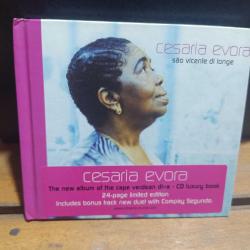 cesaria evora
são vicente di longe
cesaria evora
The new album of the cape verdean diva - CD luxury book
24-page limited edition
Includes bonus track new duet with Compay Segundo.